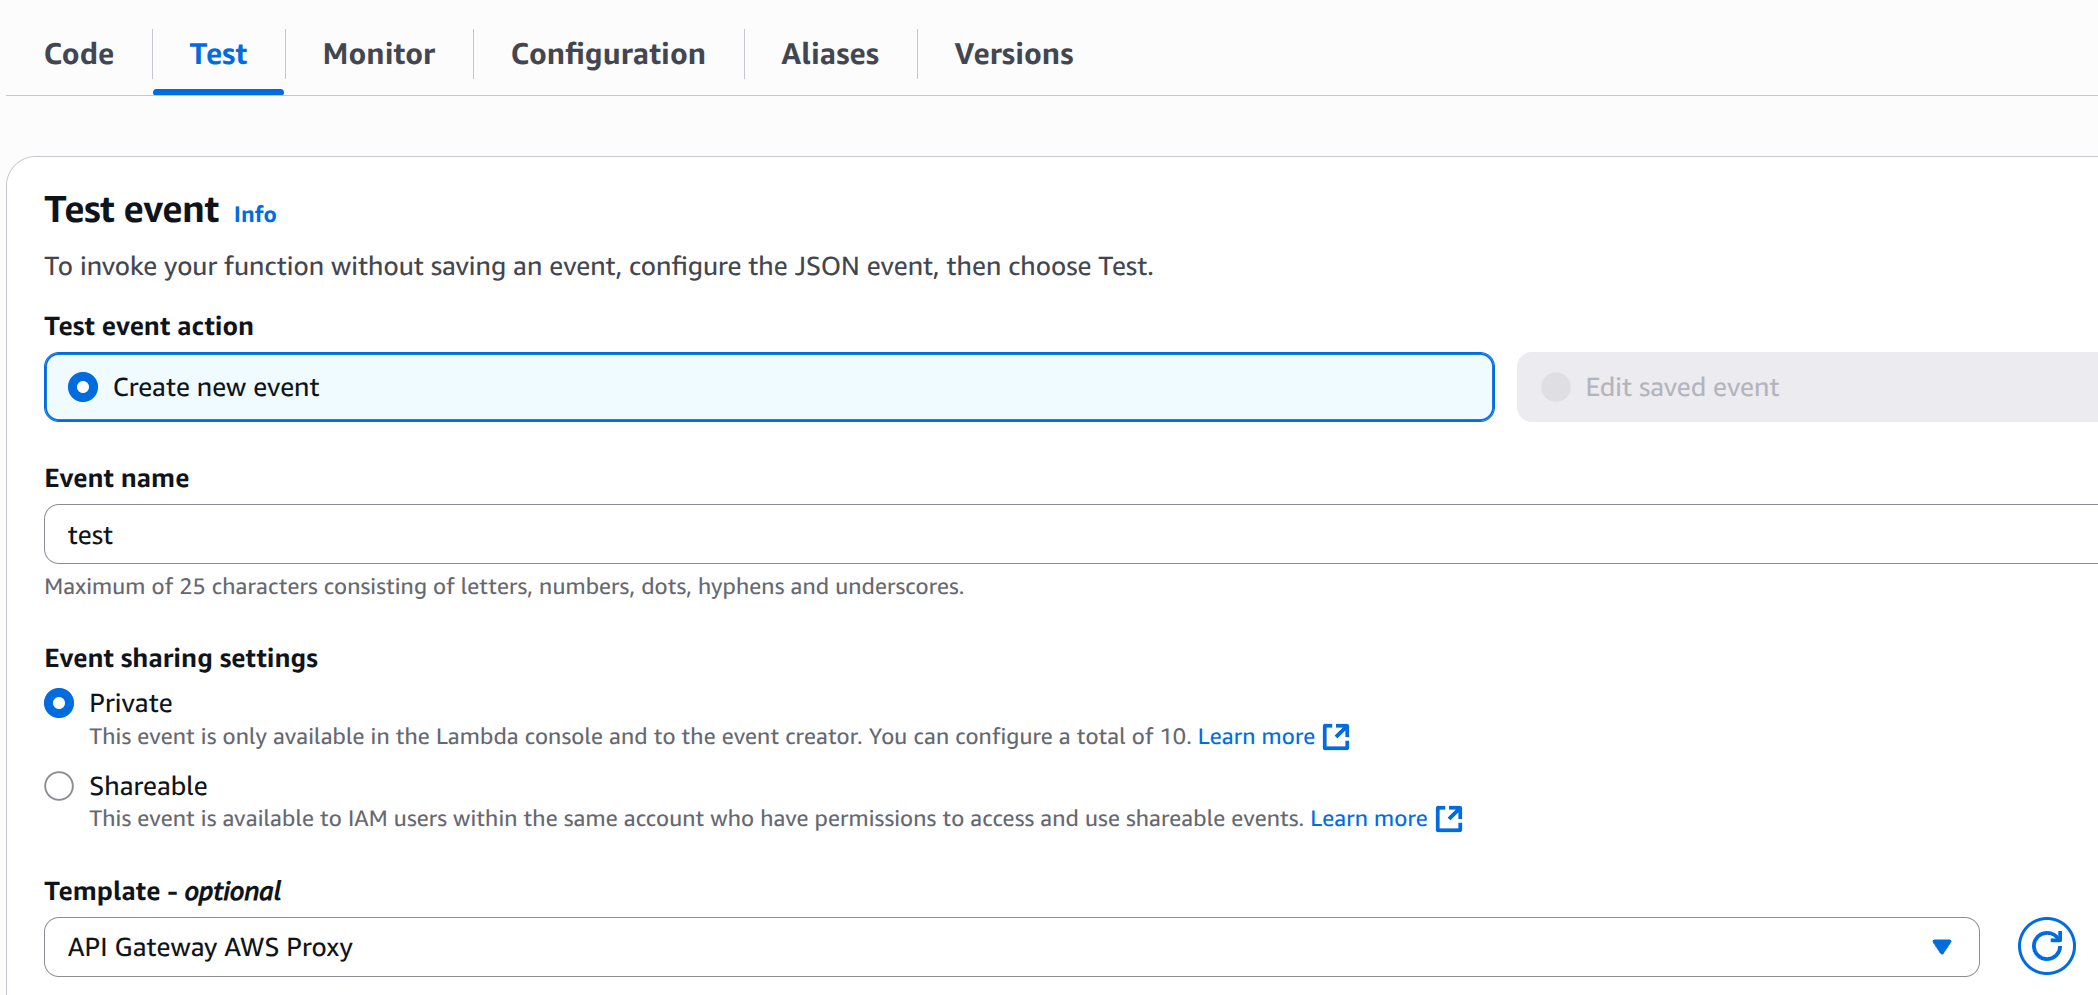 Code Test Monitor Configuration Aliases Versions
Test event Info
To invoke your function without saving an event, configure the JSON event, then choose Test.
Test event action
Create new event Edit saved event
Event name
test
Maximum of 25 characters consisting of letters, numbers, dots, hyphens and underscores.
Event sharing settings
Private
This event is only available in the Lambda console and to the event creator. You can configure a total of 10. Learn more
Shareable
This event is available to IAM users within the same account who have permissions to access and use shareable events. Learn more
Template - optional
API Gateway AWS Proxy